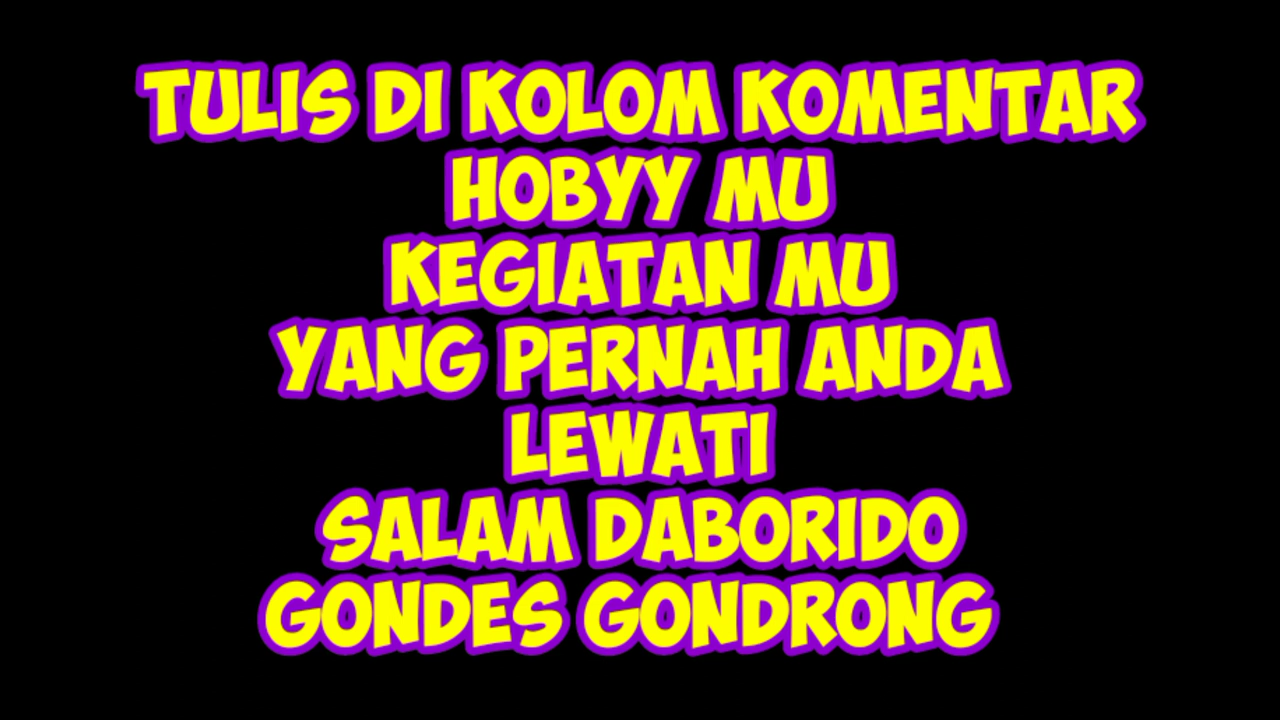 TULIS DI KOLOM KOMENTAR
HOBYY MU
KEGIATAN MU
YANG PERNAH ANDA
LEWATI
SALAM DABORIDO
GONDES GONDRONG